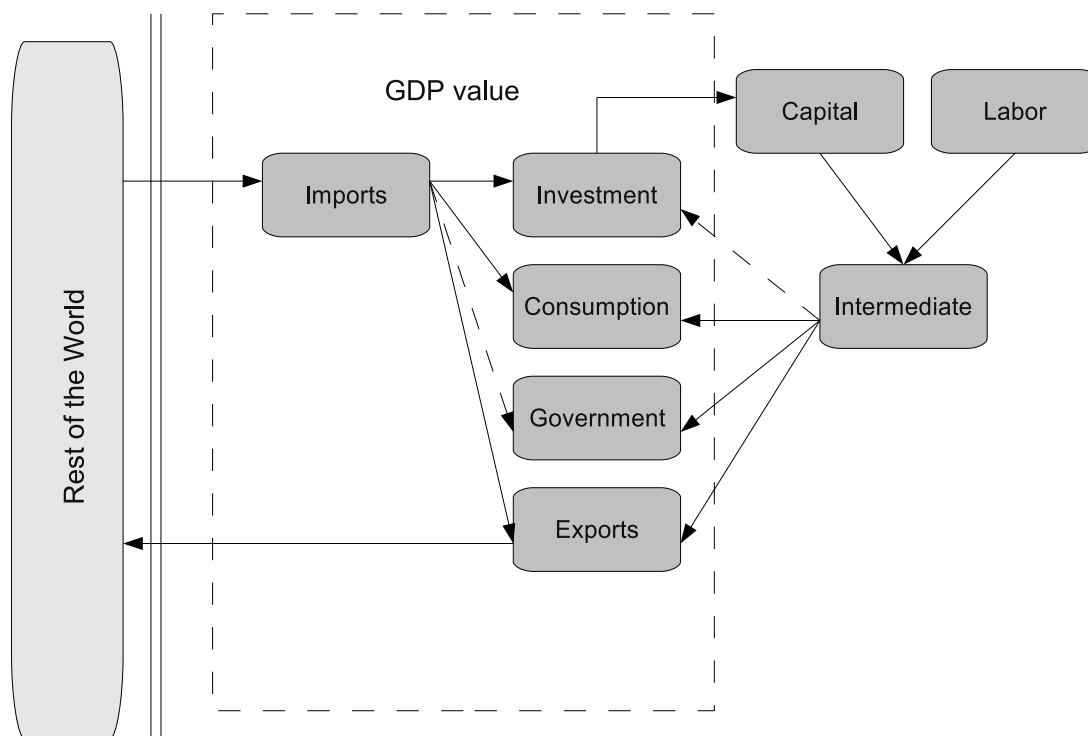 GDP value
Capital
Labor
Imports
Investment
Consumption
Intermediate
Government
Exports
Rest of the World